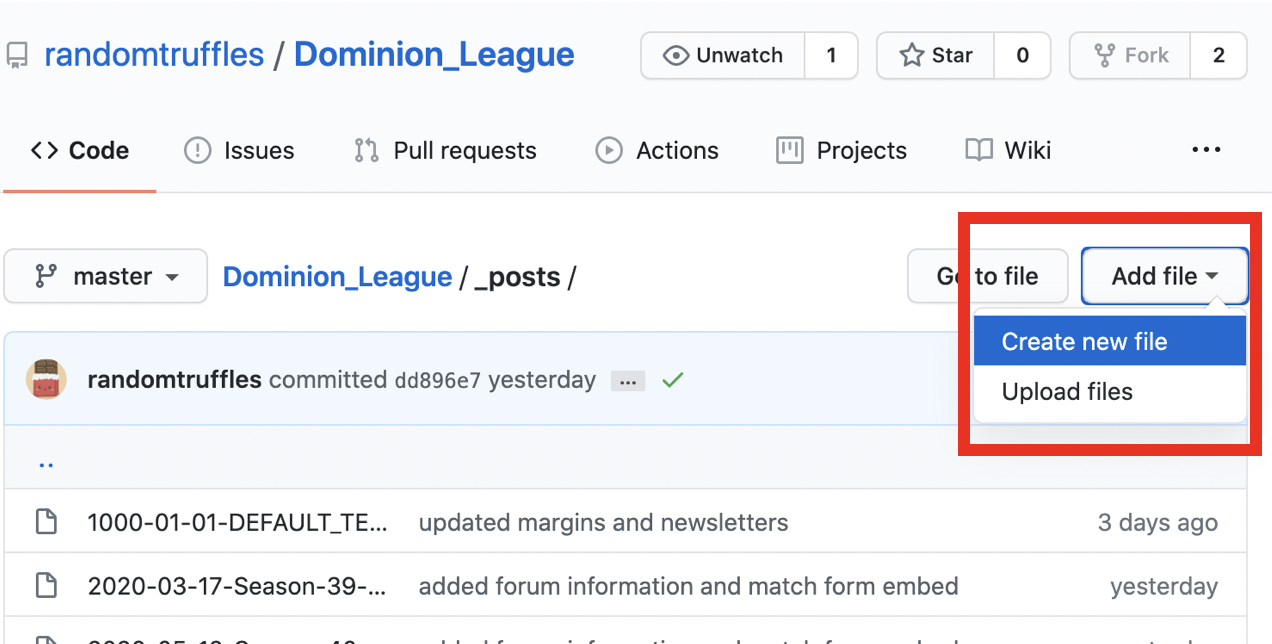 randomtruffles / Dominion_League
Unwatch 1 Star 0 Fork 2
Code Issues Pull requests Actions Projects Wiki ...
master Dominion_League / _posts / Go to file Add file
Create new file
Upload files
randomtruffles committed dd896e7 yesterday ...
..
1000-01-01-DEFAULT_TE... updated margins and newsletters 3 days ago
2020-03-17-Season-39-... added forum information and match form embed yesterday